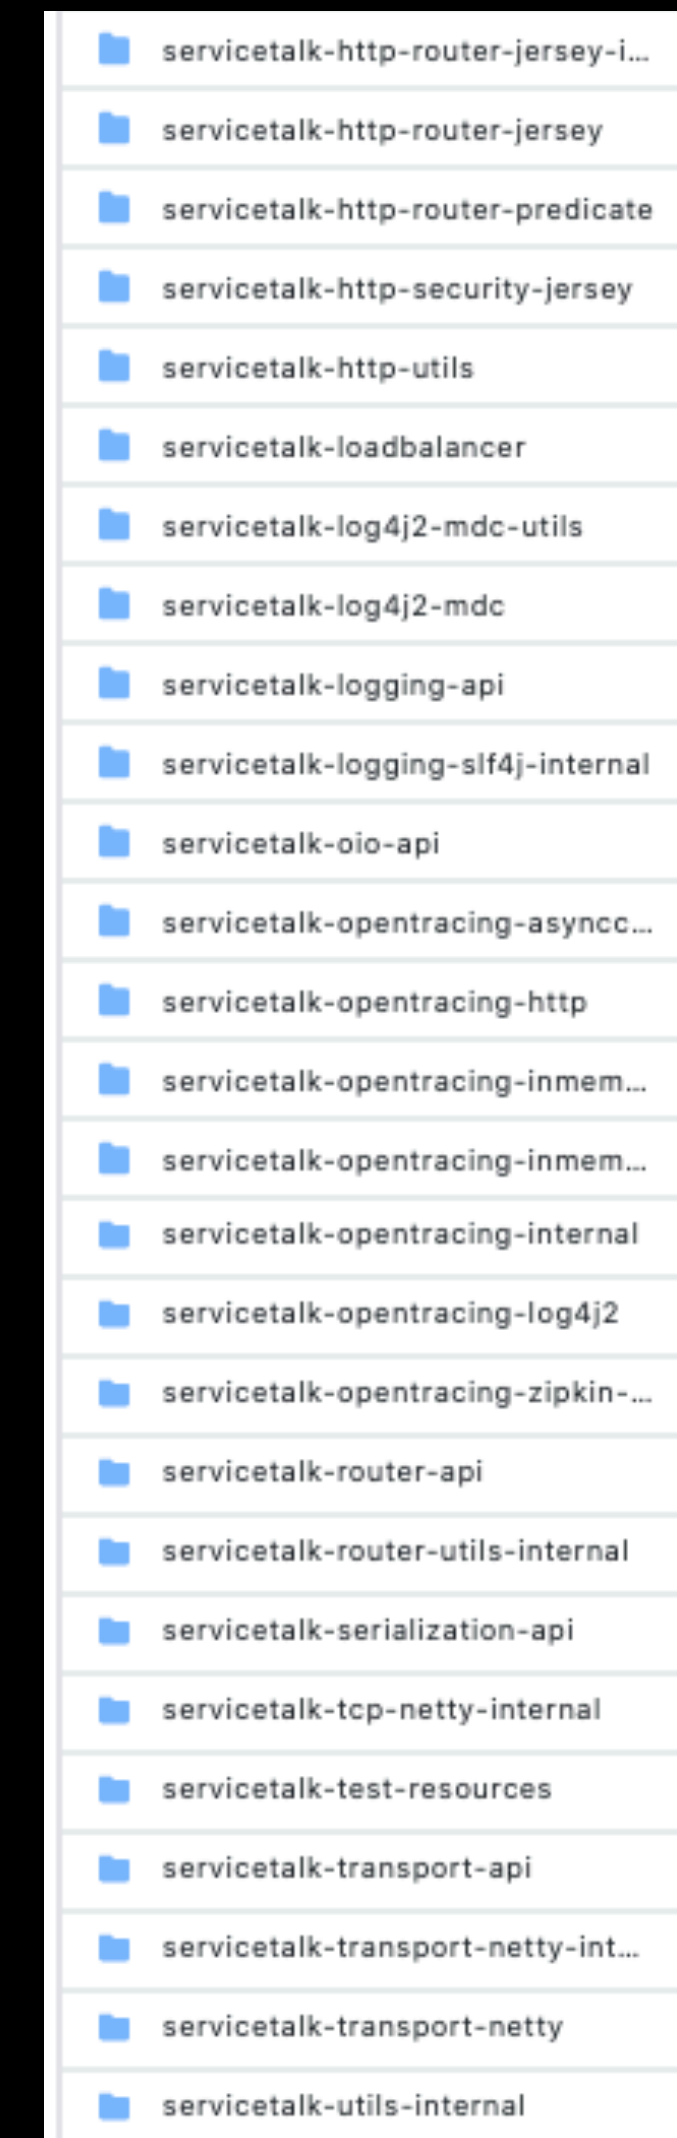 servicetalk-http-router-jersey-i...
servicetalk-http-router-jersey
servicetalk-http-router-predicate
servicetalk-http-security-jersey
servicetalk-http-utils
servicetalk-loadbalancer
servicetalk-log4j2-mdc-utils
servicetalk-log4j2-mdc
servicetalk-logging-api
servicetalk-logging-slf4j-internal
servicetalk-oio-api
servicetalk-opentracing-asyncc...
servicetalk-opentracing-http
servicetalk-opentracing-inmem...
servicetalk-opentracing-inmem...
servicetalk-opentracing-internal
servicetalk-opentracing-log4j2
servicetalk-opentracing-zipkin-...
servicetalk-router-api
servicetalk-router-utils-internal
servicetalk-serialization-api
servicetalk-tcp-netty-internal
servicetalk-test-resources
servicetalk-transport-api
servicetalk-transport-netty-int...
servicetalk-transport-netty
servicetalk-utils-internal